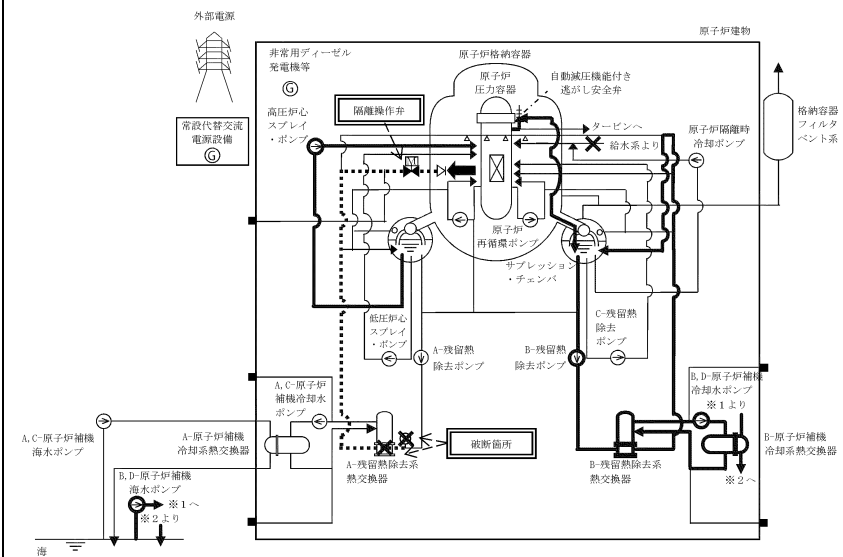 外部電源
原子炉建物
非常用ディーゼル
発電機等
G
常設代替交流
電源設備
G
高圧炉心
スプレイ
・ポンプ
隔離操作弁
原子炉格納容器
原子炉
圧力容器
自動減圧機能付き
逃がし安全弁
タービンへ
給水系より
原子炉隔離時
冷却ポンプ
格納容器
フィルタ
ベント系
原子炉
再循環ポンプ
サプレッション
・チェンバ
低圧炉心
スプレイ
・ポンプ
A-残留熱
除去ポンプ
B-残留熱
除去ポンプ
C-残留熱
除去
ポンプ
A,C-原子炉
補機冷却水
ポンプ
B,D-原子炉補機
冷却水ポンプ
※1より
A,C-原子炉補機
海水ポンプ
A-原子炉補機
冷却系熱交換器
破断箇所
A-残留熱除去系
熱交換器
B-残留熱除去系
熱交換器
B-原子炉補機
冷却系熱交換器
※2へ
B,D-原子炉補機
海水ポンプ
※1へ
※2より
海